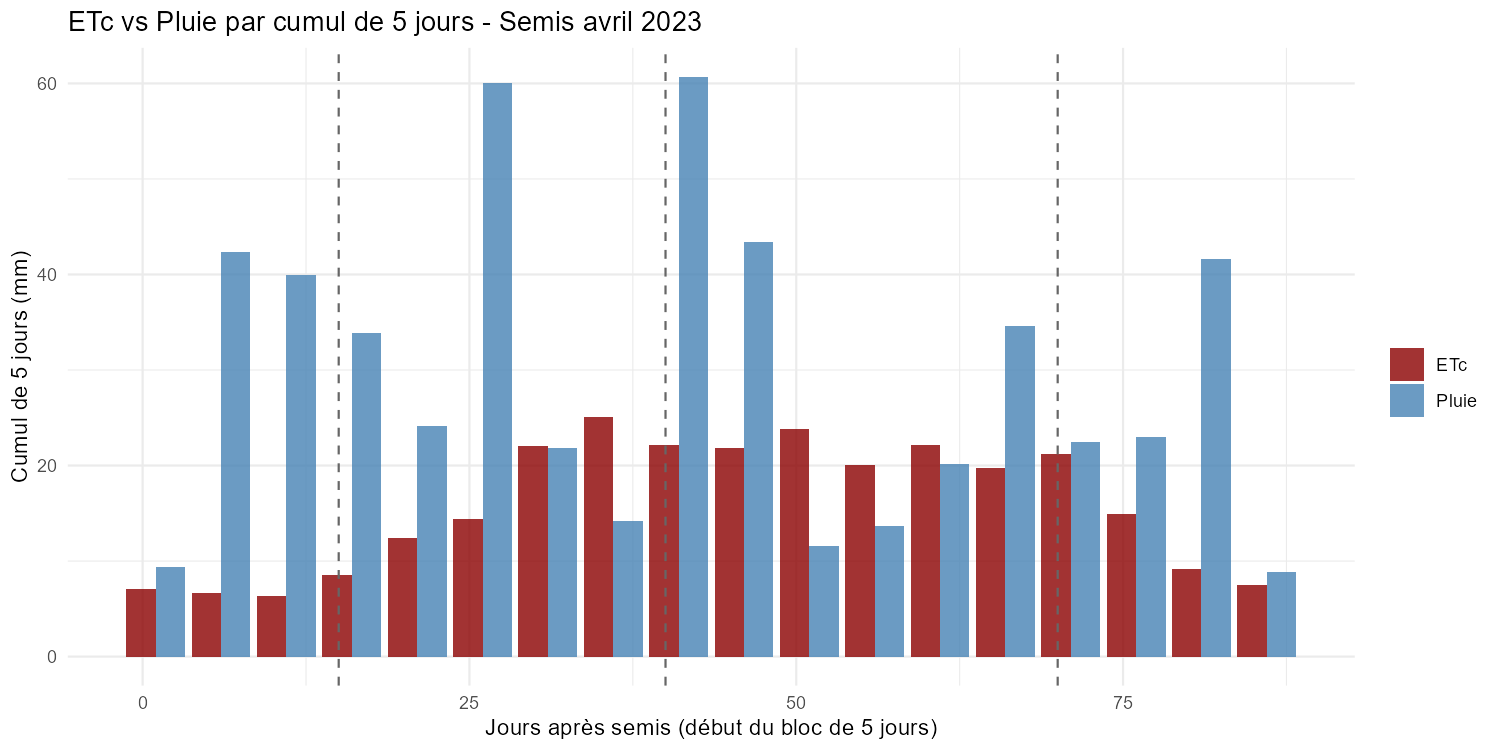 ETc vs Pluie par cumul de 5 jours - Semis avril 2023
Cumul de 5 jours (mm)
60
40
20
0
0 25 50 75
Jours après semis (début du bloc de 5 jours)
ETc
Pluie